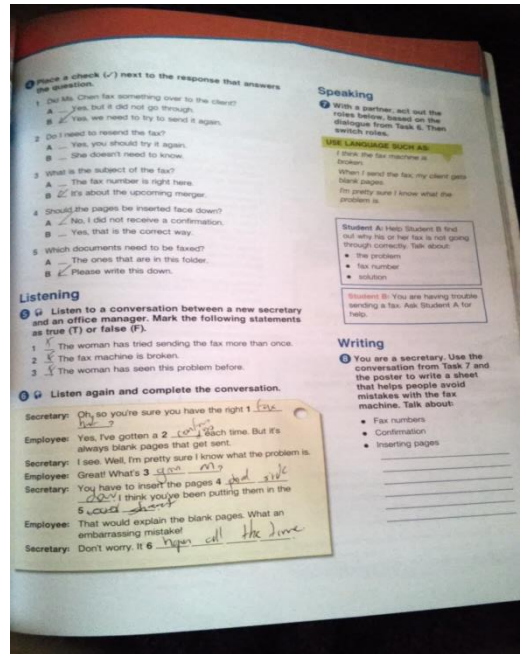 4 Place a check (✓) next to the response that answers
the question.
1 Did Ms. Chen fax something over to the client?
A _ Yes, but it did not go through.
B ✓ Yes, we need to try to send it again.
2 Do I need to resend the fax?
A _ Yes, you should try it again.
B _ She doesn't need to know.
3 What is the subject of the fax?
A _ The fax number is right here.
B ✓ It's about the upcoming merger.
4 Should the pages be inserted face down?
A ✓ No, I did not receive a confirmation.
B _ Yes, that is the correct way.
5 Which documents need to be faxed?
A _ The ones that are in this folder.
B ✓ Please write this down.
Listening
5 Listen to a conversation between a new secretary
and an office manager. Mark the following statements
as true (T) or false (F).
1 The woman has tried sending the fax more than once.
2 The fax machine is broken.
3 The woman has seen this problem before.
6 Listen again and complete the conversation.
Secretary: Oh, so you're sure you have the right 1 fax
?
Employee: Yes, I've gotten a 2 each time. But it's
always blank pages that get sent.
Secretary: I see. Well, I'm pretty sure I know what the problem is.
Employee: Great! What's 3
Secretary: You have to insert the pages 4 side
I think you've been putting them in the
5
Employee: That would explain the blank pages. What an
embarrassing mistake!
Secretary: Don't worry. It 6 all the time.
Speaking
7 With a partner, act out the
roles below, based on the
dialogue from Task 6. Then
switch roles.
USE LANGUAGE SUCH AS:
I think the fax machine is
broken.
When I send the fax, my client gets
blank pages.
I'm pretty sure I know what the
problem is.
Student A: Help Student B find
out why his or her fax is not going
through correctly. Talk about:
• the problem
• fax number
• solution
Student B: You are having trouble
sending a fax. Ask Student A for
help.
Writing
8 You are a secretary. Use the
conversation from Task 7 and
the poster to write a sheet
that helps people avoid
mistakes with the fax
machine. Talk about:
• Fax numbers
• Confirmation
• Inserting pages